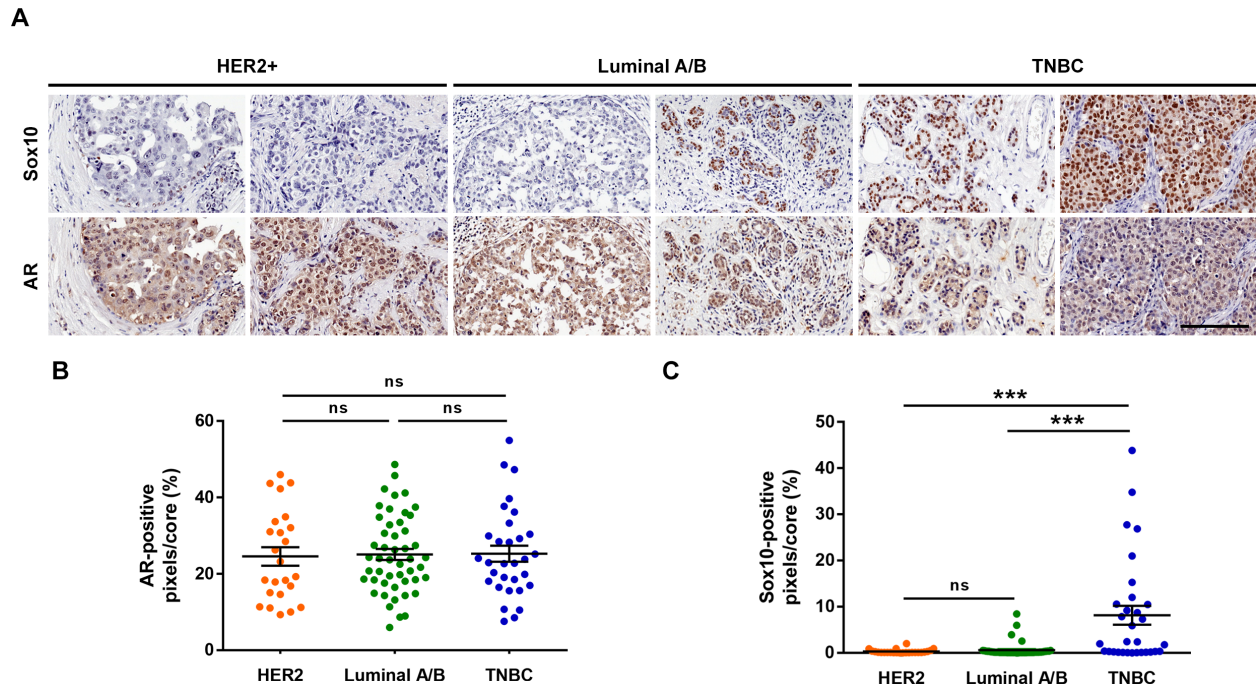 A
HER2+
Luminal A/B
TNBC
Sox10
AR
B
ns
ns
ns
AR-positive
pixels/core (%)
60
40
20
0
HER2
Luminal A/B
TNBC
C
***
***
ns
Sox10-positive
pixels/core (%)
50
40
30
20
10
0
HER2
Luminal A/B
TNBC